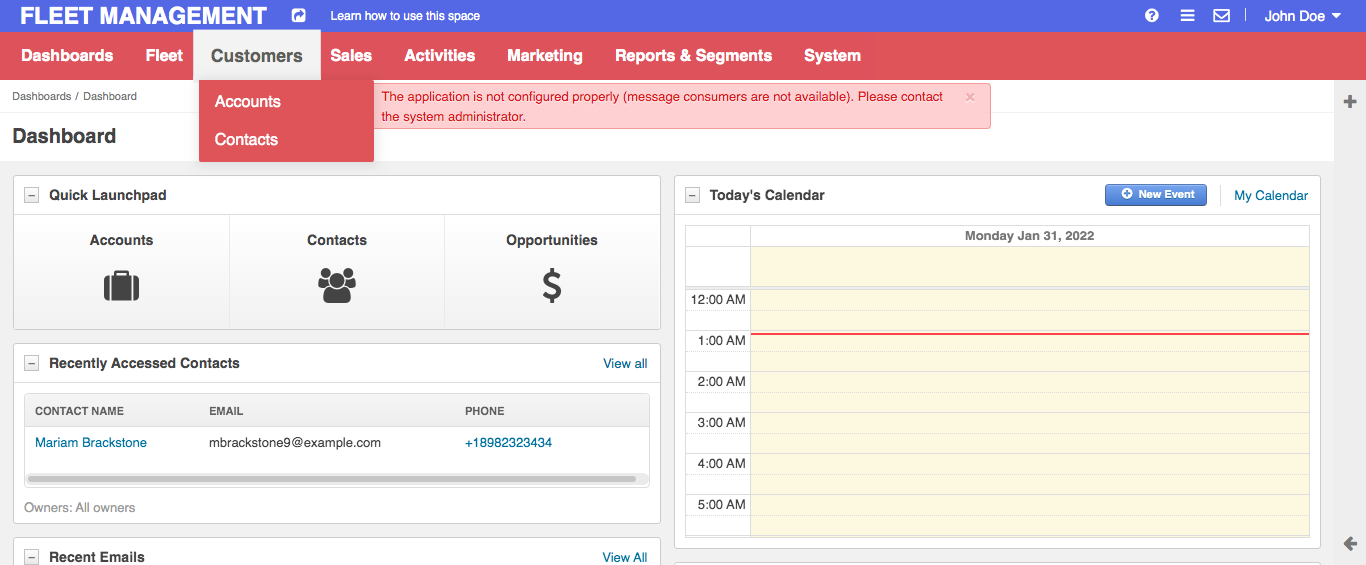 FLEET MANAGEMENT Learn how to use this space John Doe
Dashboards Fleet Customers Sales Activities Marketing Reports & Segments System
Accounts
Contacts
Dashboards / Dashboard
The application is not configured properly (message consumers are not available). Please contact
the system administrator.
Dashboard
Quick Launchpad
Accounts Contacts Opportunities
Recently Accessed Contacts View all
CONTACT NAME EMAIL PHONE
Mariam Brackstone mbrackstone9@example.com +18982323434
Owners: All owners
Recent Emails View All
Today's Calendar New Event My Calendar
Monday Jan 31, 2022
12:00 AM
1:00 AM
2:00 AM
3:00 AM
4:00 AM
5:00 AM